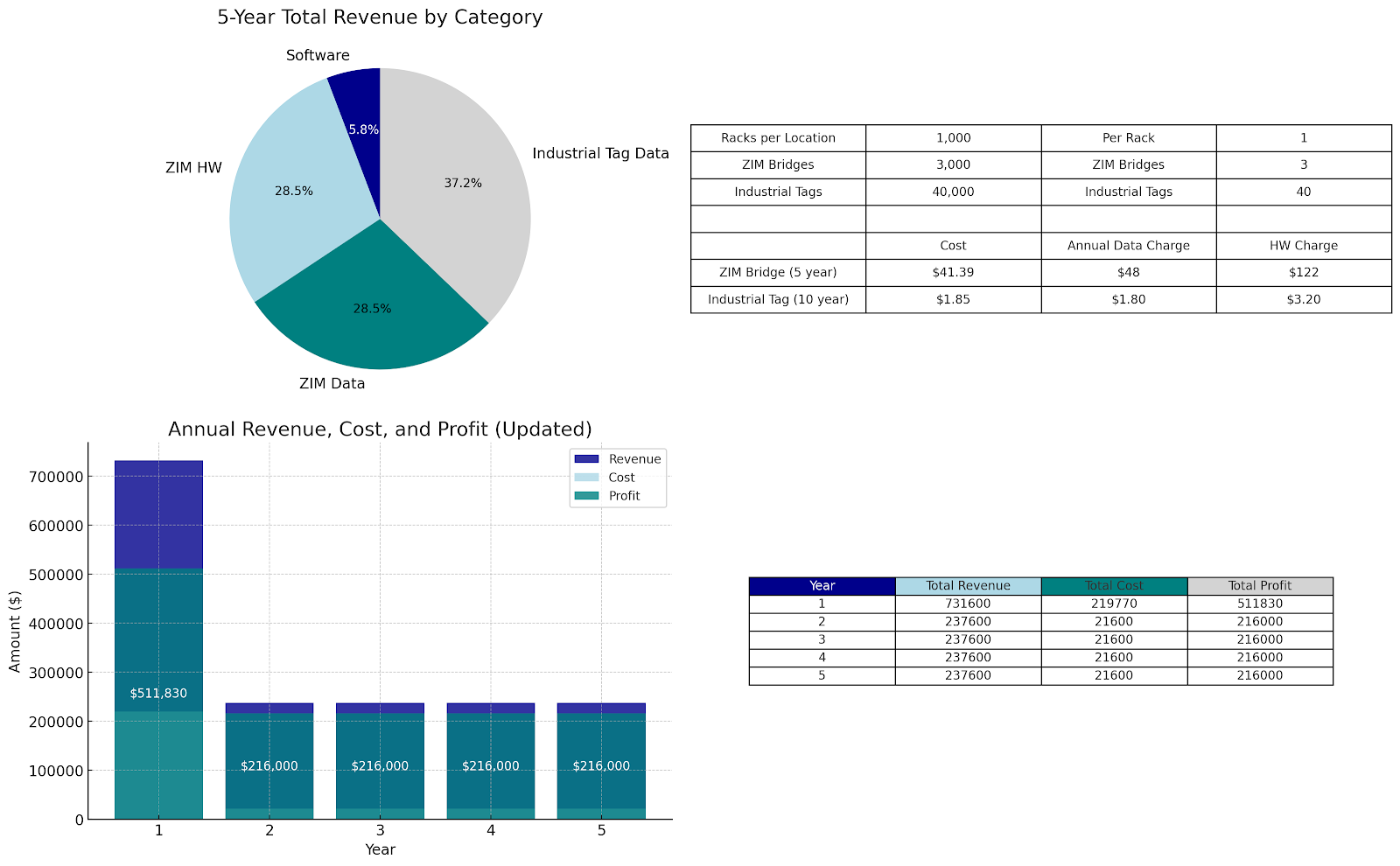 5-Year Total Revenue by Category
Software
5.8%
Industrial Tag Data
37.2%
ZIM HW
28.5%
28.5%
ZIM Data
Racks per Location 1,000 Per Rack 1
ZIM Bridges 3,000 ZIM Bridges 3
Industrial Tags 40,000 Industrial Tags 40
Cost Annual Data Charge HW Charge
ZIM Bridge (5 year) $41.39 $48 $122
Industrial Tag (10 year) $1.85 $1.80 $3.20
Annual Revenue, Cost, and Profit (Updated)
Revenue
Cost
Profit
Amount ($)
700000
600000
500000
400000
300000
200000
100000
0
$511,830
$216,000 $216,000 $216,000 $216,000
1 2 3 4 5
Year
Year Total Revenue Total Cost Total Profit
1 731600 219770 511830
2 237600 21600 216000
3 237600 21600 216000
4 237600 21600 216000
5 237600 21600 216000